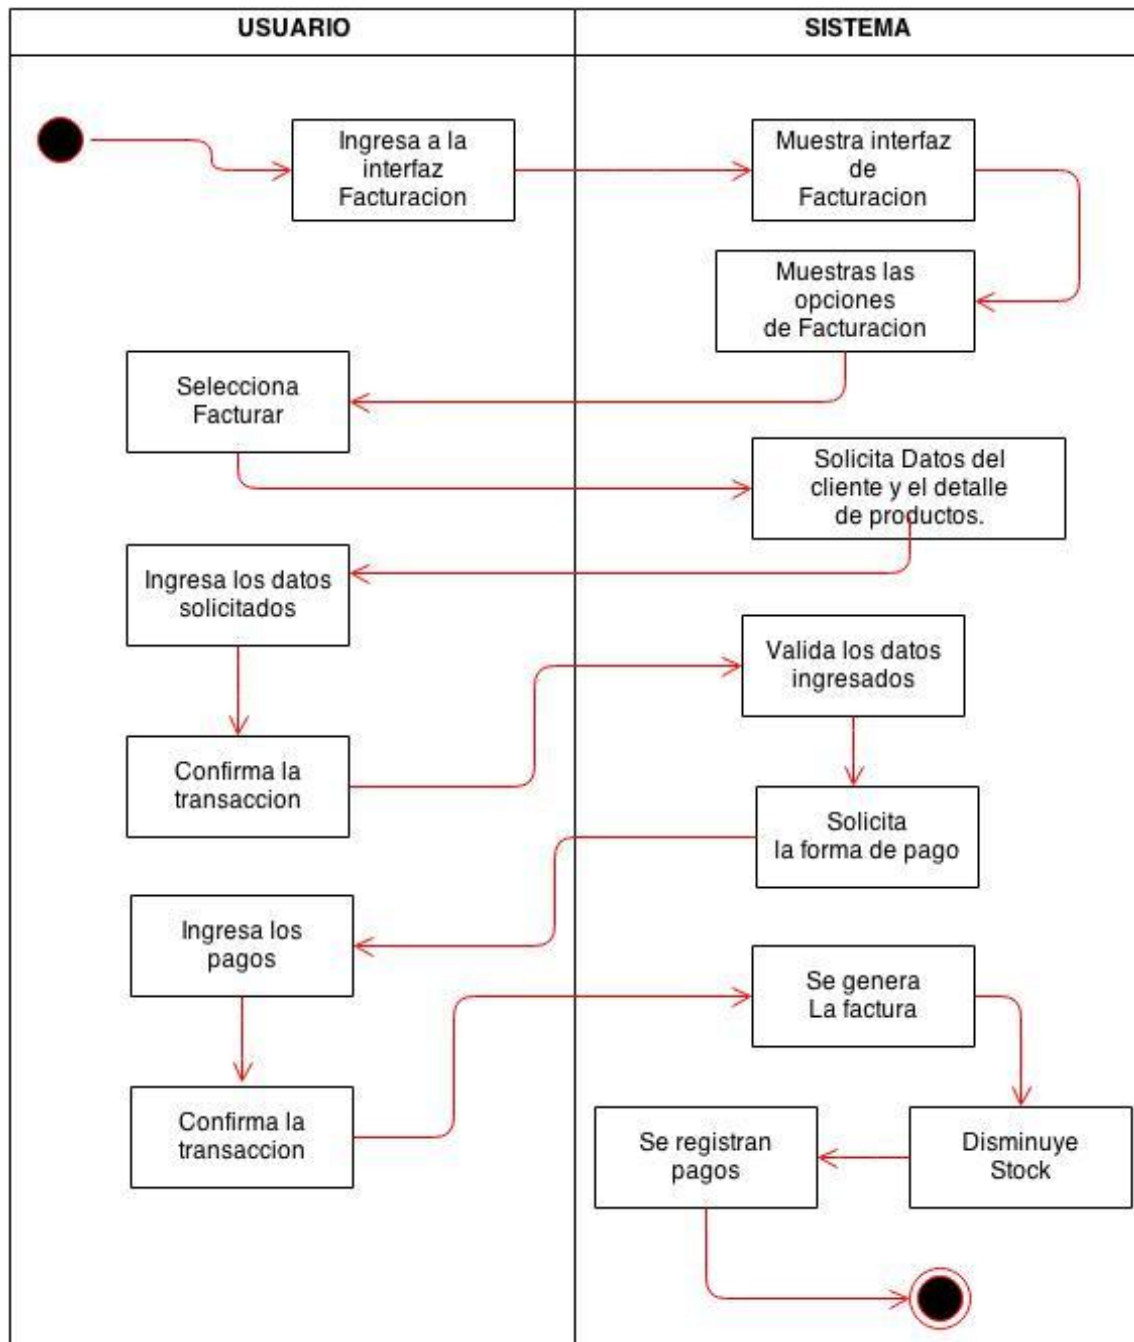 USUARIO
SISTEMA
Ingresa a la
interfaz
Facturacion
Muestra interfaz
de
Facturacion
Muestras las
opciones
de Facturacion
Selecciona
Facturar
Solicita Datos del
cliente y el detalle
de productos.
Ingresa los datos
solicitados
Confirma la
transaccion
Valida los datos
ingresados
Solicita
la forma de pago
Ingresa los
pagos
Confirma la
transaccion
Se genera
La factura
Disminuye
Stock
Se registran
pagos